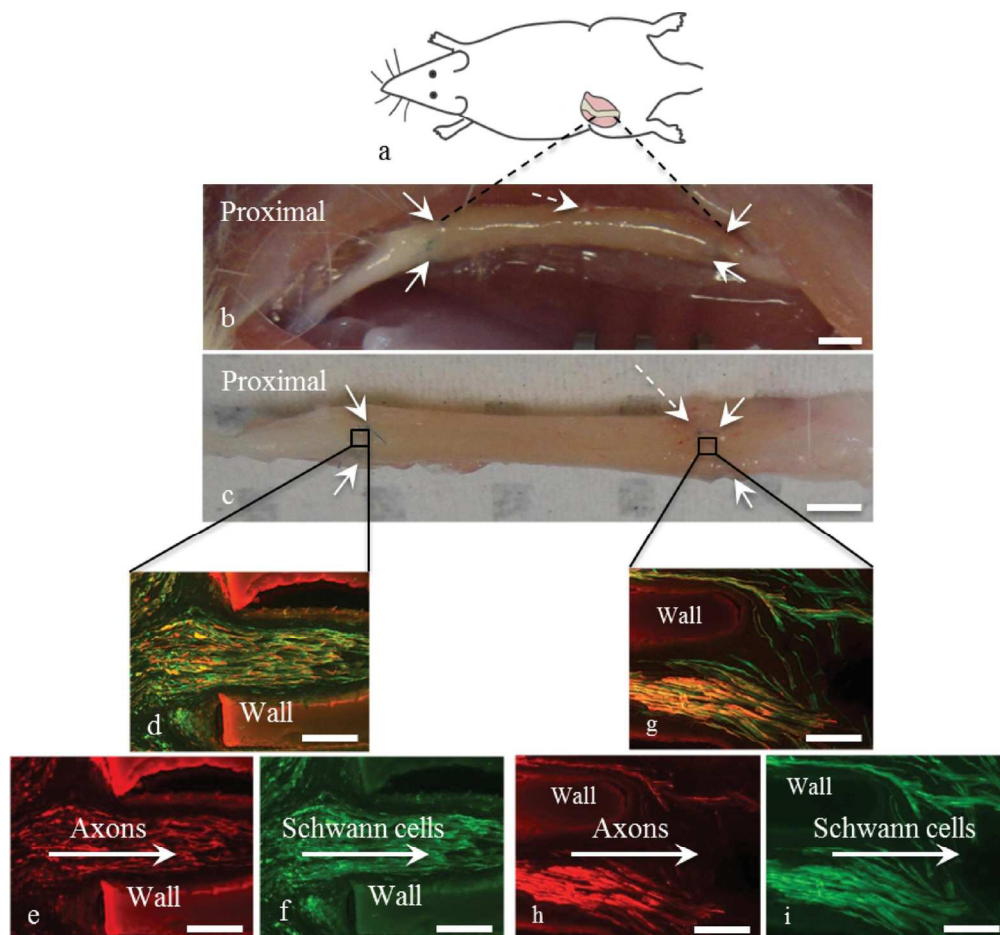 a
Proximal
b
Proximal
c
Wall
d
Wall
g
Axons
Wall
e
Schwann cells
Wall
f
Wall
Axons
h
Wall
Schwann cells
i